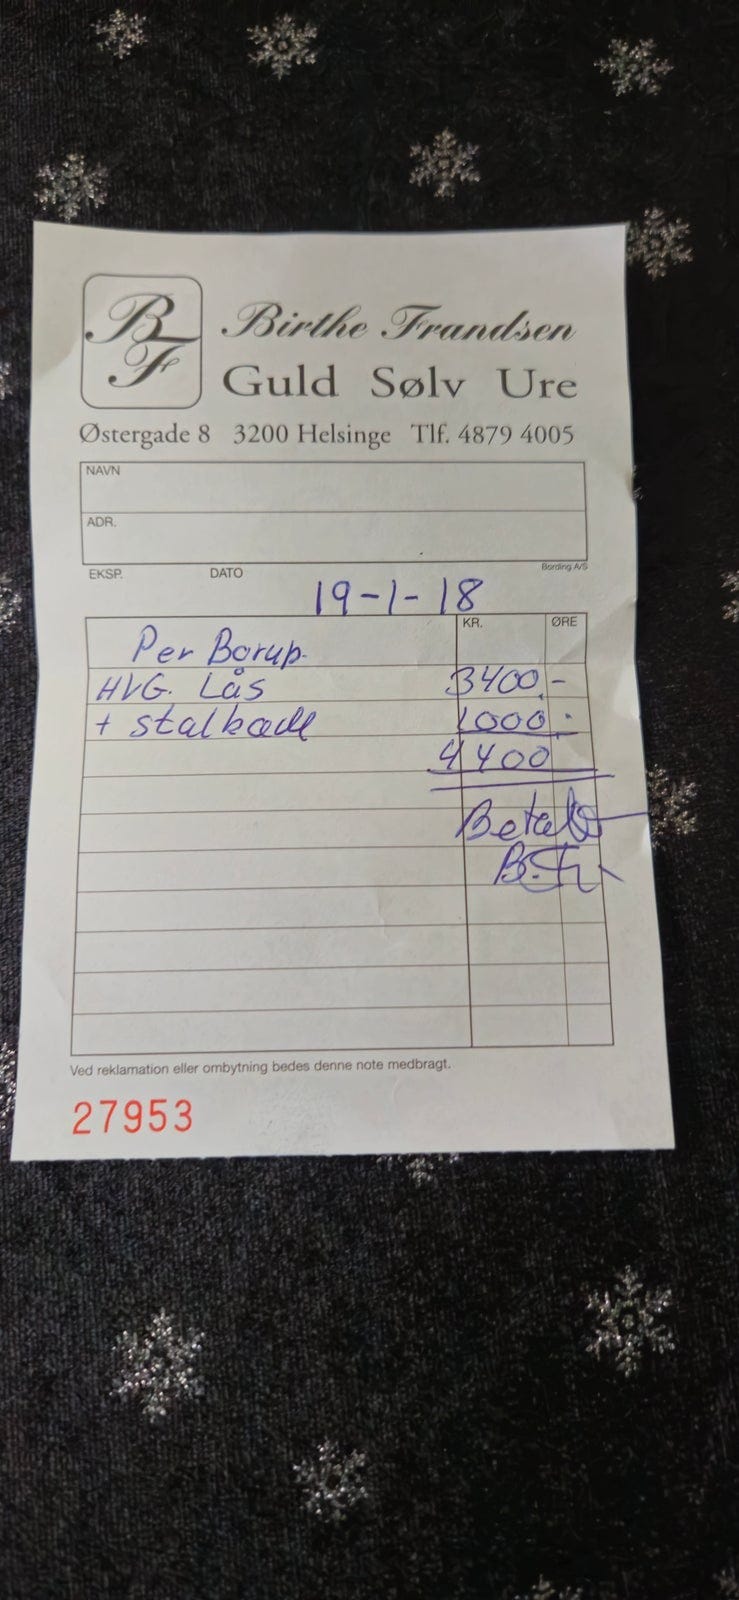 BF
Birthe Frandsen
Guld Sølv Ure
Østergade 8 3200 Helsinge Tlf. 4879 4005
NAVN
ADR.
EKSP. DATO Bording A/S
19-1-18
KR. ØRE
Per Borup.
HVG. Lås 3400,-
+ stalkæde 1000,-
4400
Betalt
B.Fr
Ved reklamation eller ombytning bedes denne note medbragt.
27953